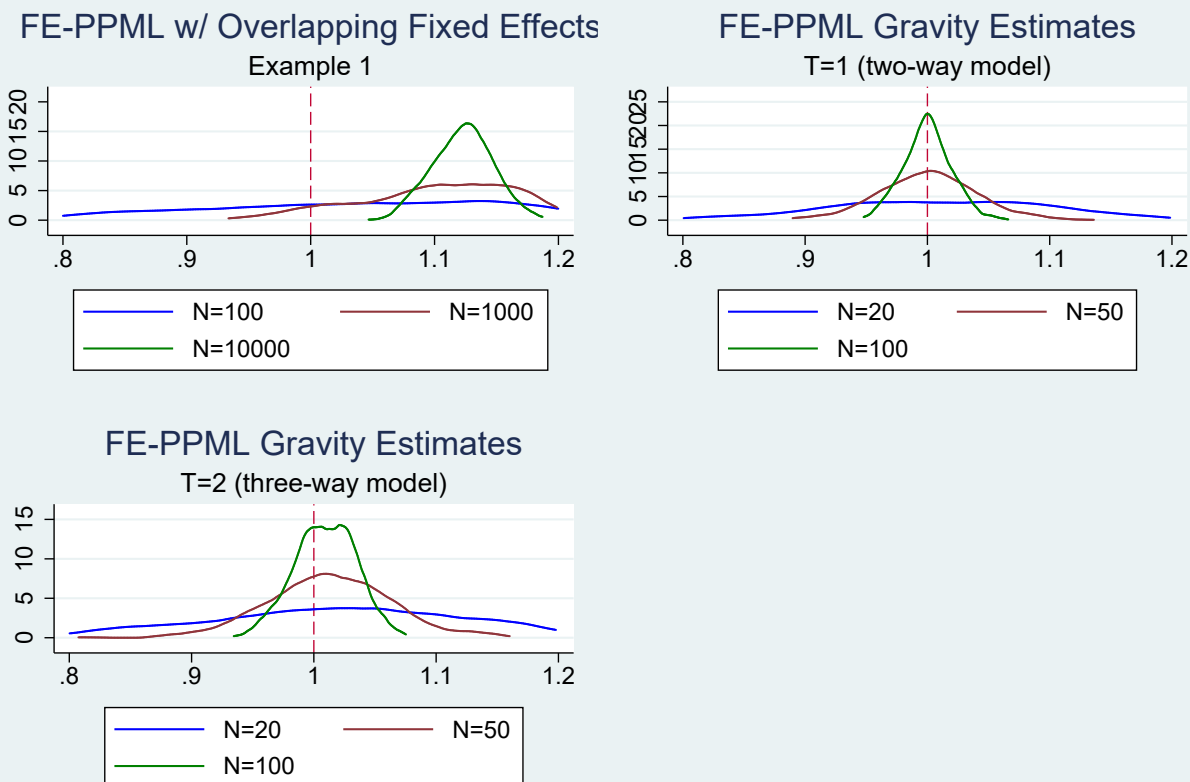 FE-PPML w/ Overlapping Fixed Effects
Example 1
0 5 10 15 20
.8 .9 1 1.1 1.2
N=100 N=1000
N=10000
FE-PPML Gravity Estimates
T=1 (two-way model)
0 5 10 15 20 25
.8 .9 1 1.1 1.2
N=20 N=50
N=100
FE-PPML Gravity Estimates
T=2 (three-way model)
0 5 10 15
.8 .9 1 1.1 1.2
N=20 N=50
N=100